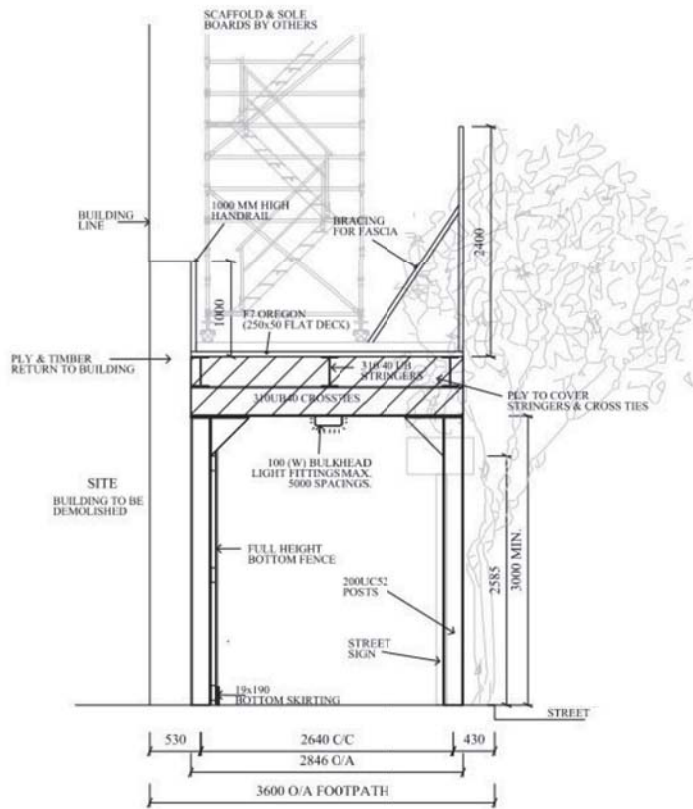 SCAFFOLD & SOLE
BOARDS BY OTHERS
1000 MM HIGH
HANDRAIL
BUILDING
LINE
BRACING
FOR FASCIA
2400
1000
F7 OREGON
(250x50 FLAT DECK)
PLY & TIMBER
RETURN TO BUILDING
310 40 UB
STRINGERS
310UB40 CROSSTIES
PLY TO COVER
STRINGERS & CROSS TIES
100 (W) BULKHEAD
LIGHT FITTINGS MAX.
5000 SPACINGS.
SITE
BUILDING TO BE
DEMOLISHED
FULL HEIGHT
BOTTOM FENCE
200UC52
POSTS
2585
3000 MIN.
STREET
SIGN
19x190
BOTTOM SKIRTING
STREET
530
2640 C/C
430
2846 O/A
3600 O/A FOOTPATH